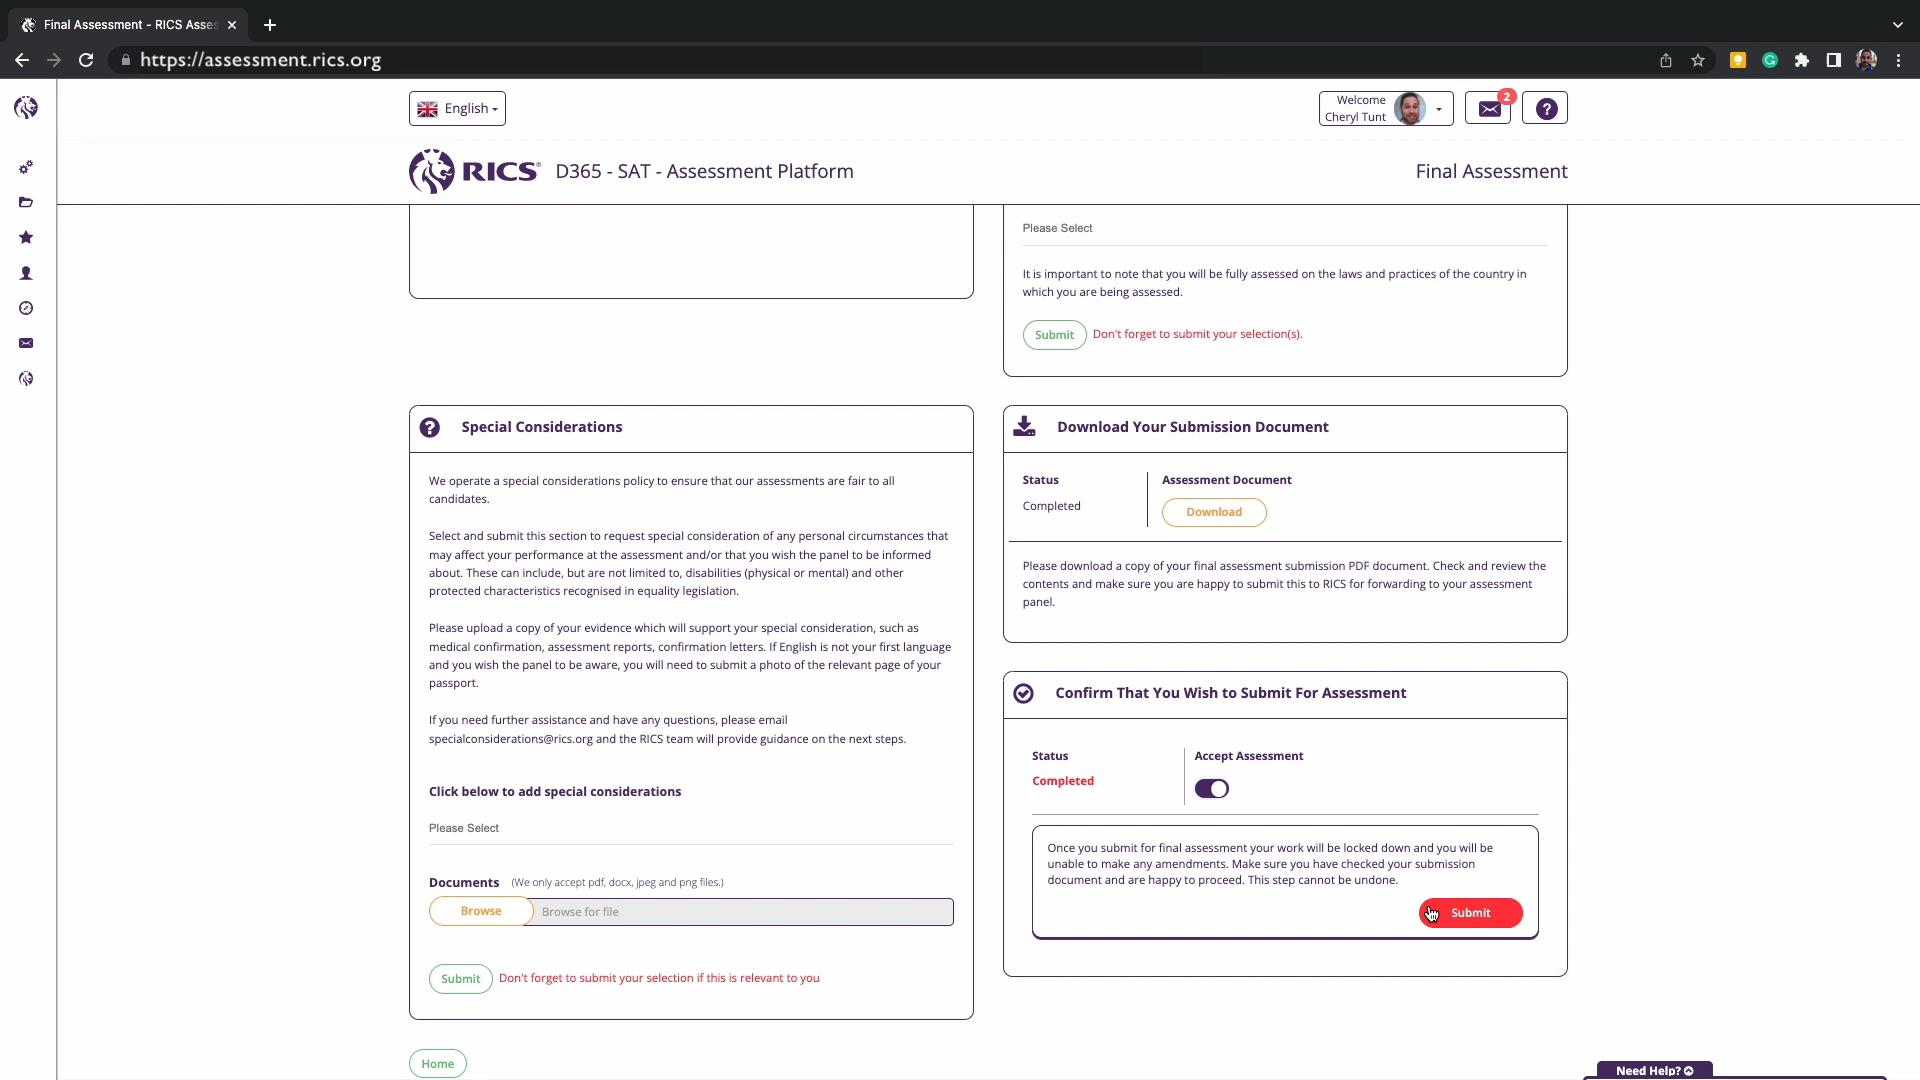 Final Assessment - RICS Asses
https://assessment.rics.org
English
Welcome
Cheryl Tunt
2
RICS
D365 - SAT - Assessment Platform
Final Assessment
Please Select
It is important to note that you will be fully assessed on the laws and practices of the country in
which you are being assessed.
Submit
Don't forget to submit your selection(s).
Special Considerations
We operate a special considerations policy to ensure that our assessments are fair to all
candidates.
Select and submit this section to request special consideration of any personal circumstances that
may affect your performance at the assessment and/or that you wish the panel to be informed
about. These can include, but are not limited to, disabilities (physical or mental) and other
protected characteristics recognised in equality legislation.
Please upload a copy of your evidence which will support your special consideration, such as
medical confirmation, assessment reports, confirmation letters. If English is not your first language
and you wish the panel to be aware, you will need to submit a photo of the relevant page of your
passport.
If you need further assistance and have any questions, please email
specialconsiderations@rics.org and the RICS team will provide guidance on the next steps.
Click below to add special considerations
Please Select
Documents (We only accept pdf, docx, jpeg and png files.)
Browse
Browse for file
Submit
Don't forget to submit your selection if this is relevant to you
Home
Download Your Submission Document
Status
Completed
Assessment Document
Download
Please download a copy of your final assessment submission PDF document. Check and review the
contents and make sure you are happy to submit this to RICS for forwarding to your assessment
panel.
Confirm That You Wish to Submit For Assessment
Status
Completed
Accept Assessment
Once you submit for final assessment your work will be locked down and you will be
unable to make any amendments. Make sure you have checked your submission
document and are happy to proceed. This step cannot be undone.
Submit
Need Help?